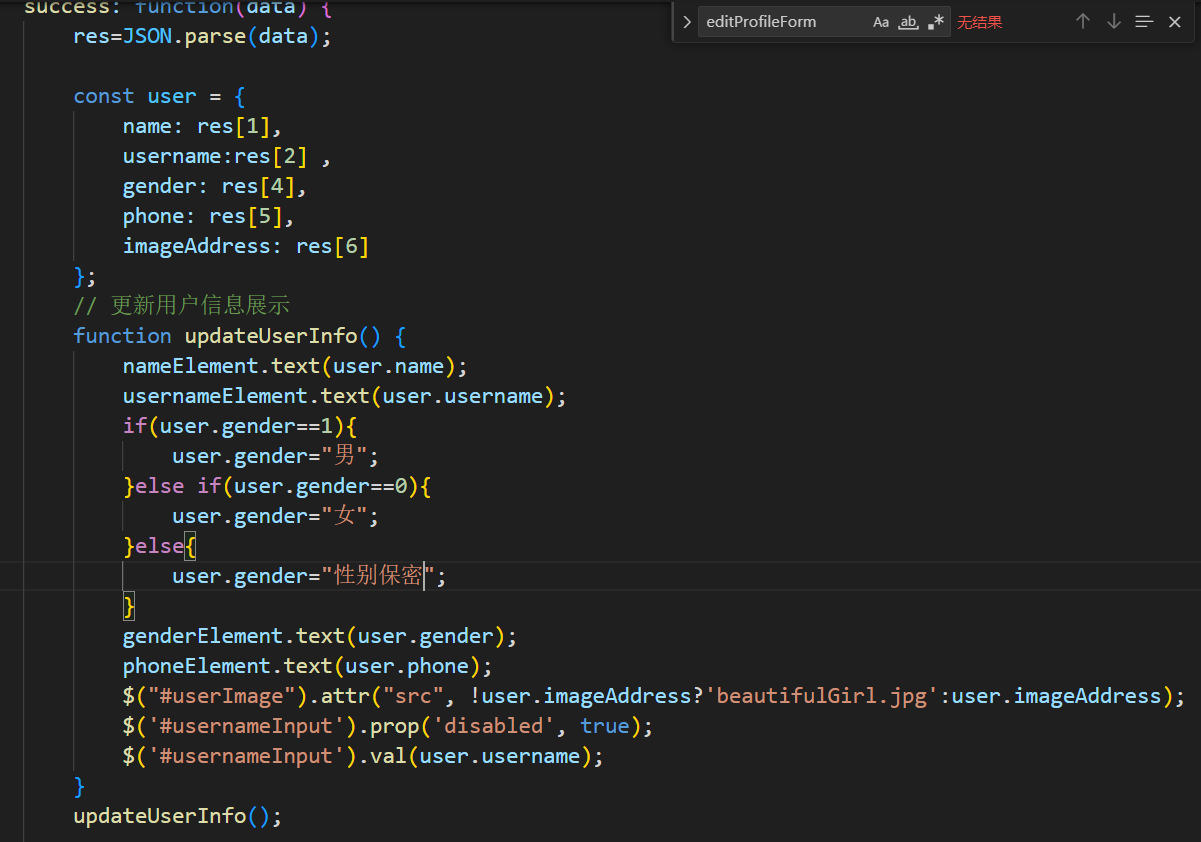 success: function(data) {
editProfileForm
Aa
ab
.*
无结果
res=JSON.parse(data);
const user = {
name: res[1],
username:res[2] ,
gender: res[4],
phone: res[5],
imageAddress: res[6]
};
// 更新用户信息展示
function updateUserInfo() {
nameElement.text(user.name);
usernameElement.text(user.username);
if(user.gender==1){
user.gender="男";
}else if(user.gender==0){
user.gender="女";
}else{
user.gender="性别保密";
}
genderElement.text(user.gender);
phoneElement.text(user.phone);
$("#userImage").attr("src", !user.imageAddress?'beautifulGirl.jpg':user.imageAddress);
$('#usernameInput').prop('disabled', true);
$('#usernameInput').val(user.username);
}
updateUserInfo();